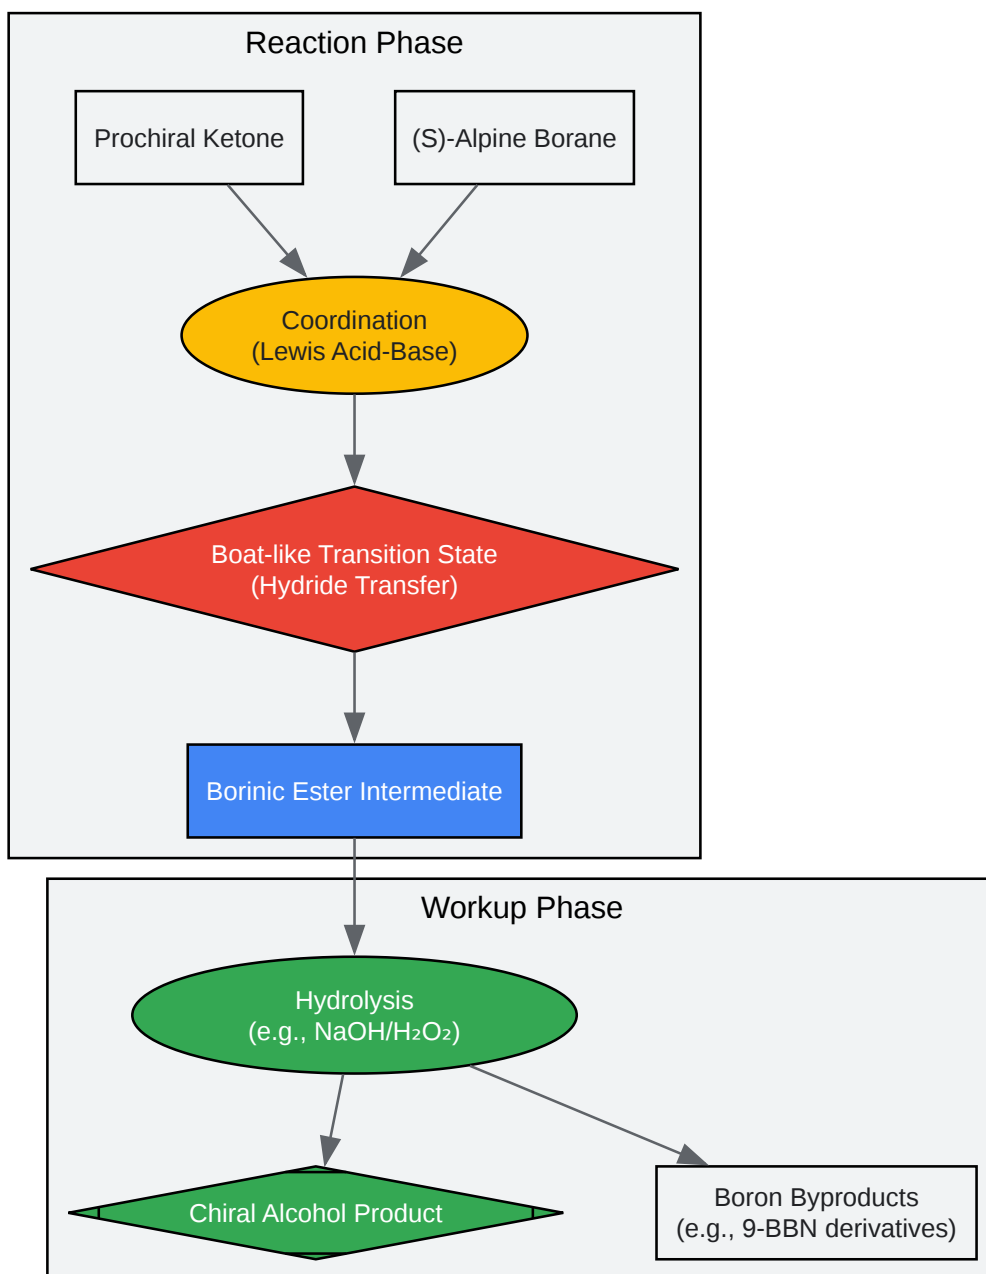 Reaction Phase
Prochiral Ketone
(S)-Alpine Borane
Coordination
(Lewis Acid-Base)
Boat-like Transition State
(Hydride Transfer)
Borinic Ester Intermediate
Workup Phase
Hydrolysis
(e.g., NaOH/H₂O₂)
Chiral Alcohol Product
Boron Byproducts
(e.g., 9-BBN derivatives)